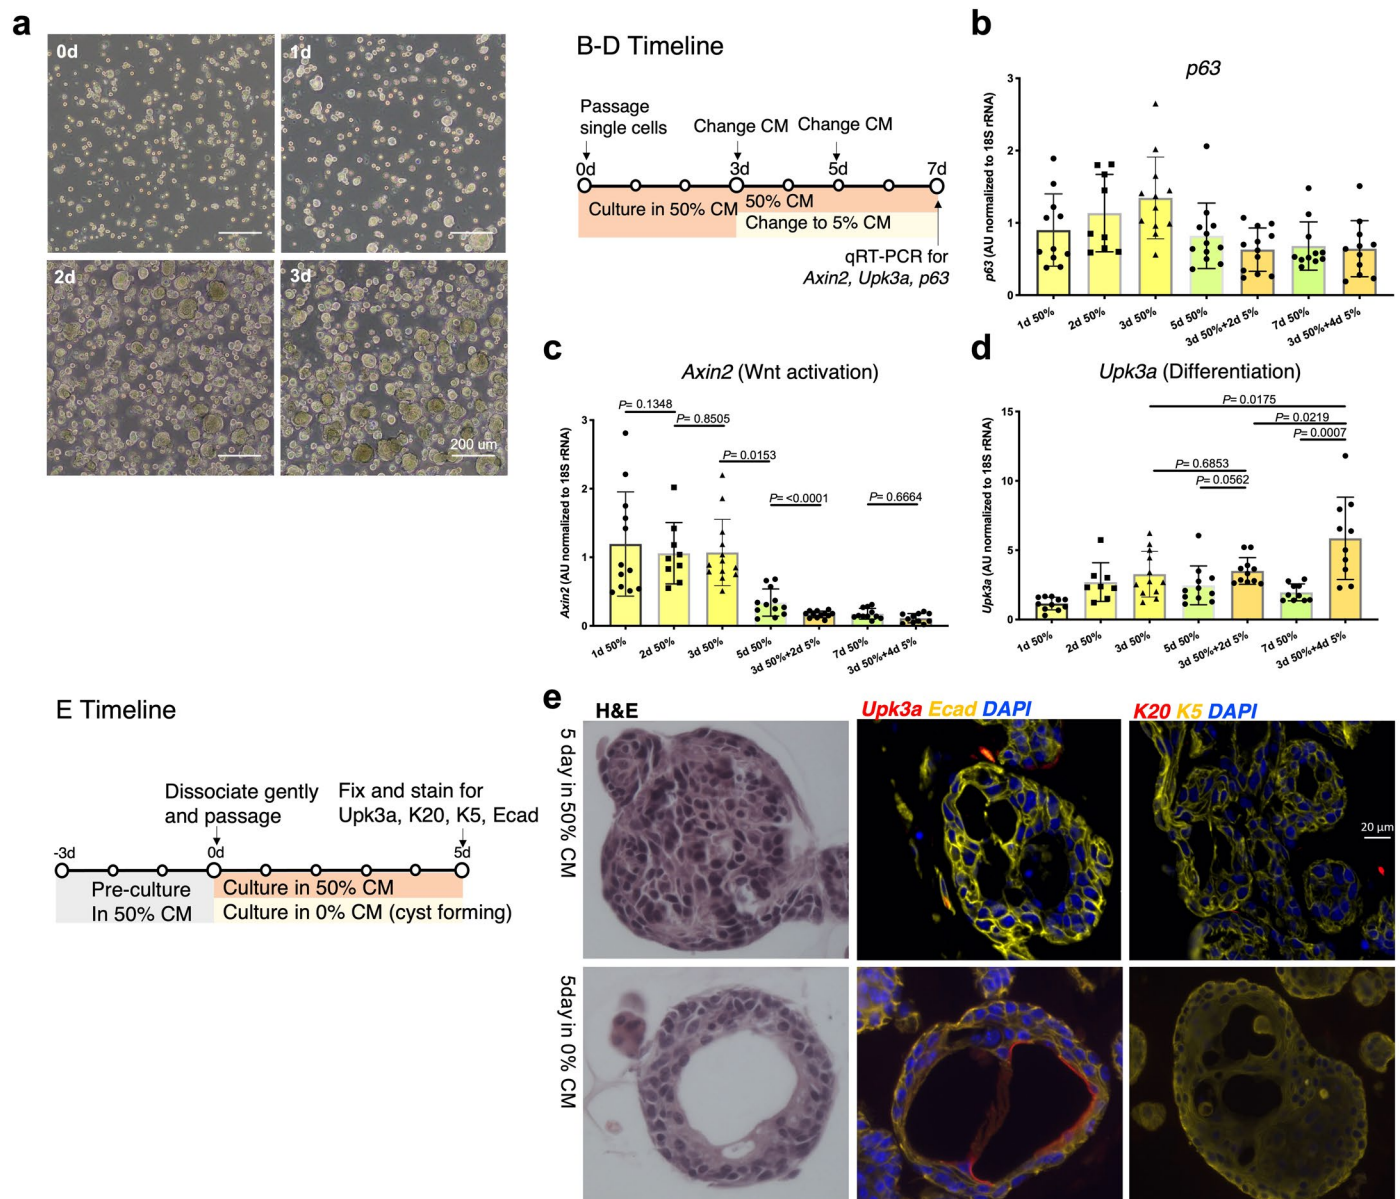 a
0d
1d
2d
3d
200 um
B-D Timeline
Passage
single cells
Change CM
Change CM
0d
3d
5d
7d
Culture in 50% CM
50% CM
Change to 5% CM
qRT-PCR for
Axin2, Upk3a, p63
b
p63
p63 (AU normalized to 18S rRNA)
3
2
1
0
1d 50%
2d 50%
3d 50%
5d 50%
3d 50%+2d 5%
7d 50%
3d 50%+4d 5%
c
Axin2 (Wnt activation)
Axin2 (AU normalized to 18S rRNA)
3
2
1
0
P= 0.1348
P= 0.8505
P= 0.0153
P= <0.0001
P= 0.6664
1d 50%
2d 50%
3d 50%
5d 50%
3d 50%+2d 5%
7d 50%
3d 50%+4d 5%
d
Upk3a (Differentiation)
Upk3a (AU normalized to 18S rRNA)
15
10
5
0
P= 0.0175
P= 0.0219
P= 0.0007
P= 0.6853
P= 0.0562
1d 50%
2d 50%
3d 50%
5d 50%
3d 50%+2d 5%
7d 50%
3d 50%+4d 5%
E Timeline
Dissociate gently
and passage
Fix and stain for
Upk3a, K20, K5, Ecad
-3d
0d
5d
Pre-culture
In 50% CM
Culture in 50% CM
Culture in 0% CM (cyst forming)
e
H&E
Upk3a Ecad DAPI
K20 K5 DAPI
5 day in 50% CM
20 µm
5day in 0% CM